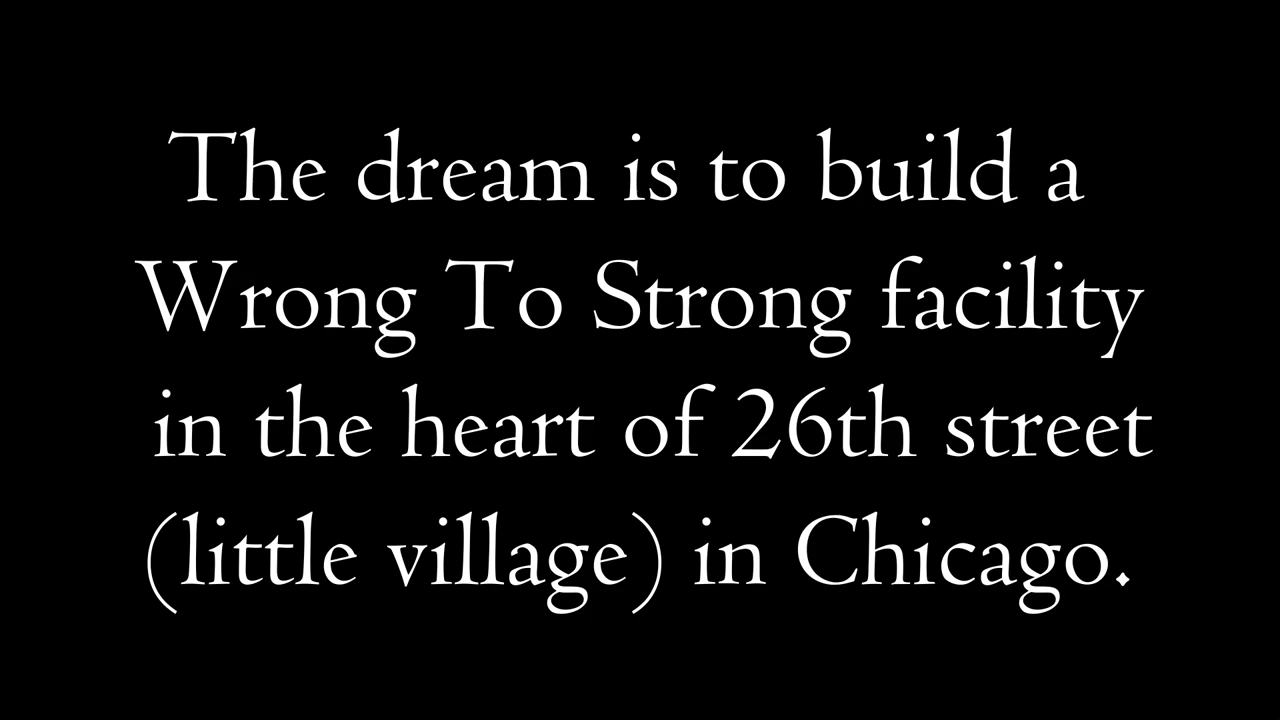 The dream is to build a
Wrong To Strong facility
in the heart of 26th street
(little village) in Chicago.